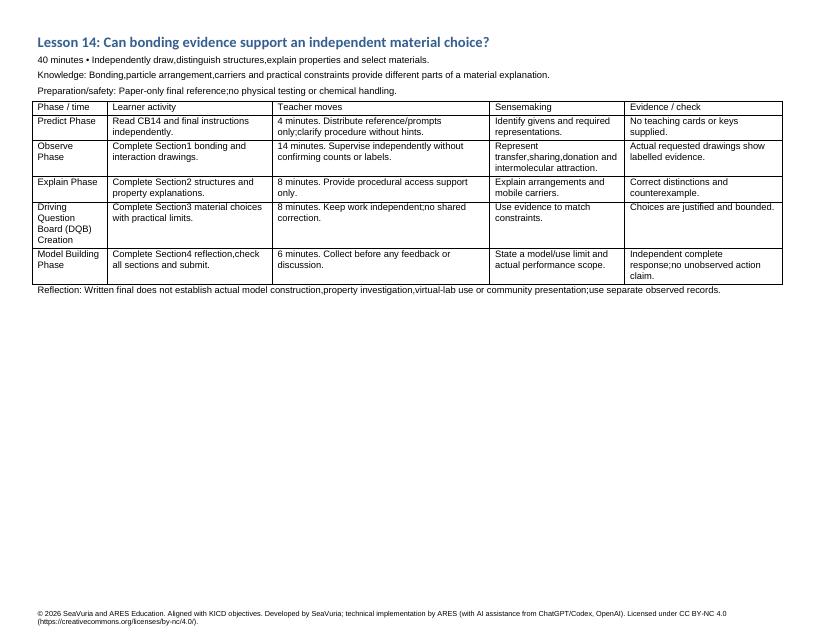 Lesson 14: Can bonding evidence support an independent material choice?
40 minutes • Independently draw,distinguish structures,explain properties and select materials.
Knowledge: Bonding,particle arrangement,carriers and practical constraints provide different parts of a material explanation.
Preparation/safety: Paper-only final reference;no physical testing or chemical handling.
Phase / time
Learner activity
Teacher moves
Sensemaking
Evidence / check
Predict Phase
Read CB14 and final instructions
independently.
4 minutes. Distribute reference/prompts
only;clarify procedure without hints.
Identify givens and required
representations.
No teaching cards or keys
supplied.
Observe
Phase
Complete Section1 bonding and
interaction drawings.
14 minutes. Supervise independently without
confirming counts or labels.
Represent
transfer,sharing,donation and
intermolecular attraction.
Actual requested drawings show
labelled evidence.
Explain Phase
Complete Section2 structures and
property explanations.
8 minutes. Provide procedural access support
only.
Explain arrangements and
mobile carriers.
Correct distinctions and
counterexample.
Driving
Question
Board (DQB)
Creation
Complete Section3 material choices
with practical limits.
8 minutes. Keep work independent;no shared
correction.
Use evidence to match
constraints.
Choices are justified and bounded.
Model Building
Phase
Complete Section4 reflection,check
all sections and submit.
6 minutes. Collect before any feedback or
discussion.
State a model/use limit and
actual performance scope.
Independent complete
response;no unobserved action
claim.
Reflection: Written final does not establish actual model construction,property investigation,virtual-lab use or community presentation;use separate observed records.
© 2026 SeaVuria and ARES Education. Aligned with KICD objectives. Developed by SeaVuria; technical implementation by ARES (with AI assistance from ChatGPT/Codex, OpenAI). Licensed under CC BY-NC 4.0
(https://creativecommons.org/licenses/by-nc/4.0/).